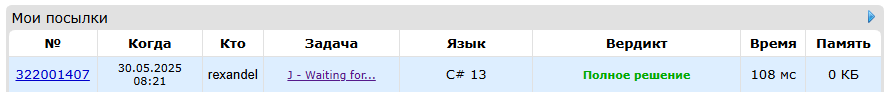 Мои посылки
№ Когда Кто Задача Язык Вердикт Время Память
322001407 30.05.2025 08:21 rexandel J - Waiting for... C# 13 Полное решение 108 мс 0 КБ